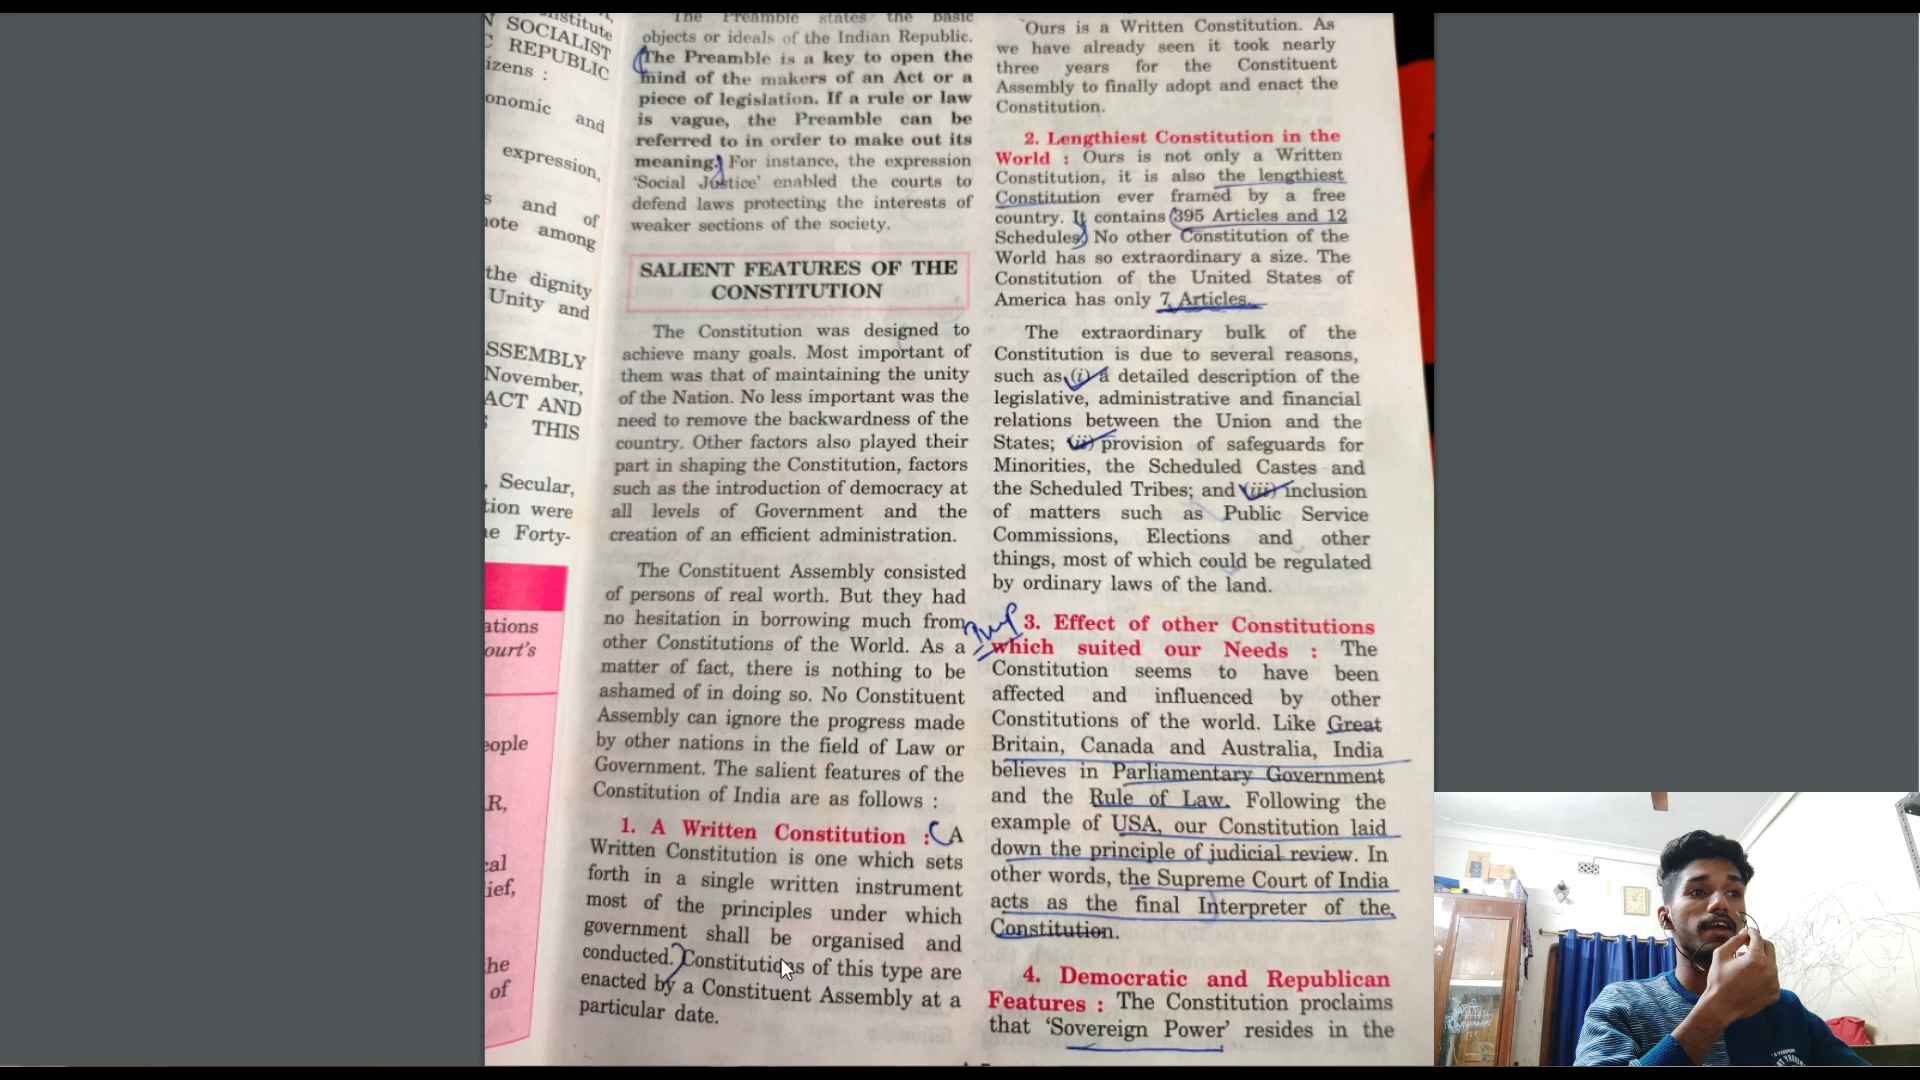 nstitute
N SOCIALIST
C REPUBLIC
izens :
onomic and
expression,
s and of
note among
the dignity
Unity and
SSEMBLY
November,
ACT AND
THIS
, Secular,
tion were
ne Forty-
ations
ourt's
eople
R,
cal
ief,
he
of
The Preamble states the basic
objects or ideals of the Indian Republic.
The Preamble is a key to open the
mind of the makers of an Act or a
piece of legislation. If a rule or law
is vague, the Preamble can be
referred to in order to make out its
meaning. For instance, the expression
‘Social Justice’ enabled the courts to
defend laws protecting the interests of
weaker sections of the society.
SALIENT FEATURES OF THE
CONSTITUTION
The Constitution was designed to
achieve many goals. Most important of
them was that of maintaining the unity
of the Nation. No less important was the
need to remove the backwardness of the
country. Other factors also played their
part in shaping the Constitution, factors
such as the introduction of democracy at
all levels of Government and the
creation of an efficient administration.
The Constituent Assembly consisted
of persons of real worth. But they had
no hesitation in borrowing much from
other Constitutions of the World. As a
matter of fact, there is nothing to be
ashamed of in doing so. No Constituent
Assembly can ignore the progress made
by other nations in the field of Law or
Government. The salient features of the
Constitution of India are as follows :
1. A Written Constitution : A
Written Constitution is one which sets
forth in a single written instrument
most of the principles under which
government shall be organised and
conducted. Constitutions of this type are
enacted by a Constituent Assembly at a
particular date.
Ours is a Written Constitution. As
we have already seen it took nearly
three years for the Constituent
Assembly to finally adopt and enact the
Constitution.
2. Lengthiest Constitution in the
World : Ours is not only a Written
Constitution, it is also the lengthiest
Constitution ever framed by a free
country. It contains 395 Articles and 12
Schedules. No other Constitution of the
World has so extraordinary a size. The
Constitution of the United States of
America has only 7 Articles.
The extraordinary bulk of the
Constitution is due to several reasons,
such as (i) a detailed description of the
legislative, administrative and financial
relations between the Union and the
States; (ii) provision of safeguards for
Minorities, the Scheduled Castes and
the Scheduled Tribes; and (iii) inclusion
of matters such as Public Service
Commissions, Elections and other
things, most of which could be regulated
by ordinary laws of the land.
3. Effect of other Constitutions
which suited our Needs : The
Constitution seems to have been
affected and influenced by other
Constitutions of the world. Like Great
Britain, Canada and Australia, India
believes in Parliamentary Government
and the Rule of Law. Following the
example of USA, our Constitution laid
down the principle of judicial review. In
other words, the Supreme Court of India
acts as the final Interpreter of the
Constitution.
4. Democratic and Republican
Features : The Constitution proclaims
that ‘Sovereign Power’ resides in the